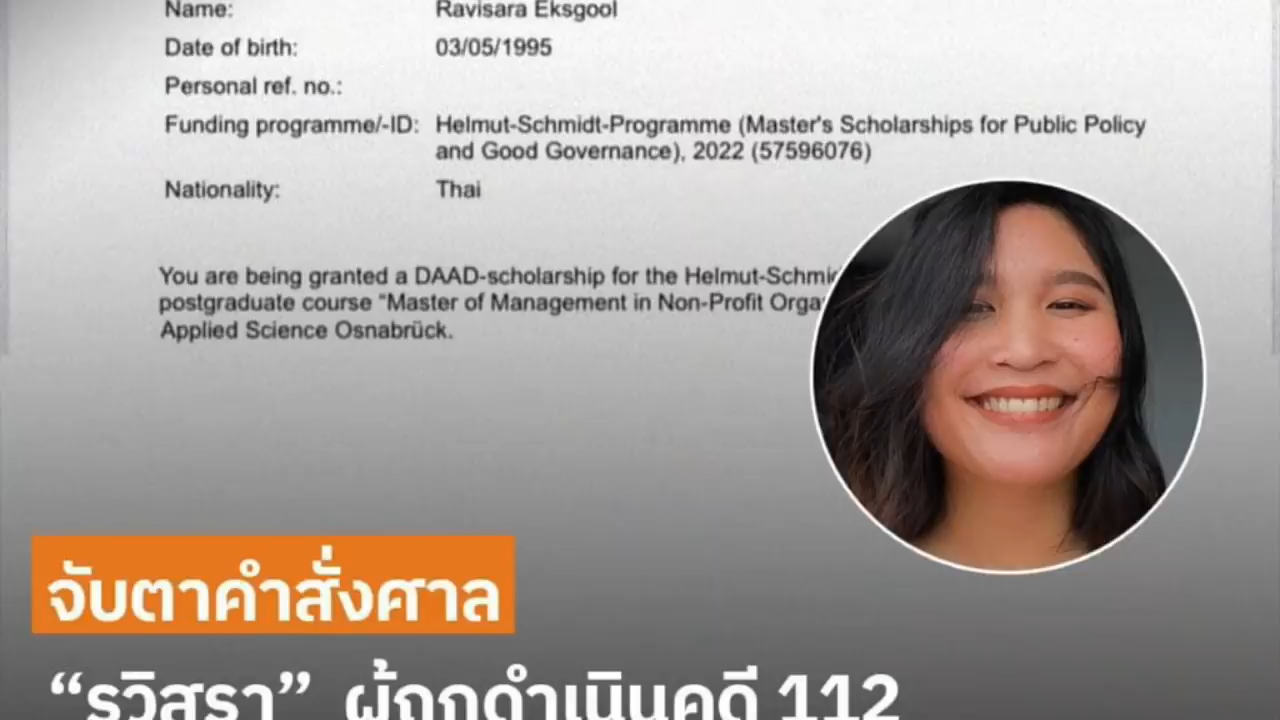 Name: Ravisara Eksgool
Date of birth: 03/05/1995
Personal ref. no.:
Funding programme/-ID: Helmut-Schmidt-Programme (Master's Scholarships for Public Policy
and Good Governance), 2022 (57596076)
Nationality: Thai
You are being granted a DAAD-scholarship for the Helmut-Schmi
postgraduate course "Master of Management in Non-Profit Orga
Applied Science Osnabrück.
จับตาคำสั่งศาล
“รวิสรา” ผู้ถูกดำเนินคดี 112